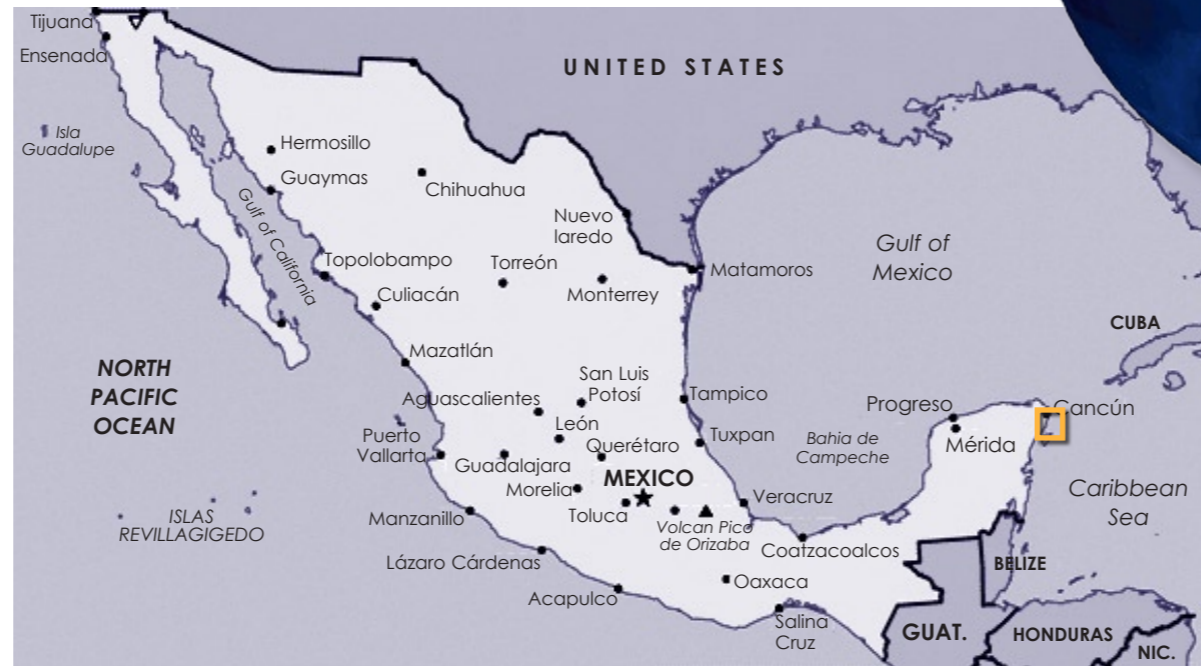 Tijuana
Ensenada
UNITED STATES
Isla
Guadalupe
Hermosillo
Guaymas
Chihuahua
Gulf of California
Nuevo
laredo
Gulf of
Mexico
Topolobampo
Torreón
Matamoros
Culiacán
Monterrey
CUBA
Mazatlán
NORTH
PACIFIC
OCEAN
San Luis
Potosí
Aguascalientes
Tampico
Progreso
Cancún
León
Puerto
Vallarta
Querétaro
Tuxpan
Bahia de
Campeche
Mérida
Guadalajara
MEXICO
Morelia
Caribbean
Sea
Veracruz
ISLAS
REVILLAGIGEDO
Manzanillo
Toluca
Volcan Pico
de Orizaba
Coatzacoalcos
Lázaro Cárdenas
BELIZE
Oaxaca
Acapulco
Salina
Cruz
GUAT.
HONDURAS
NIC.